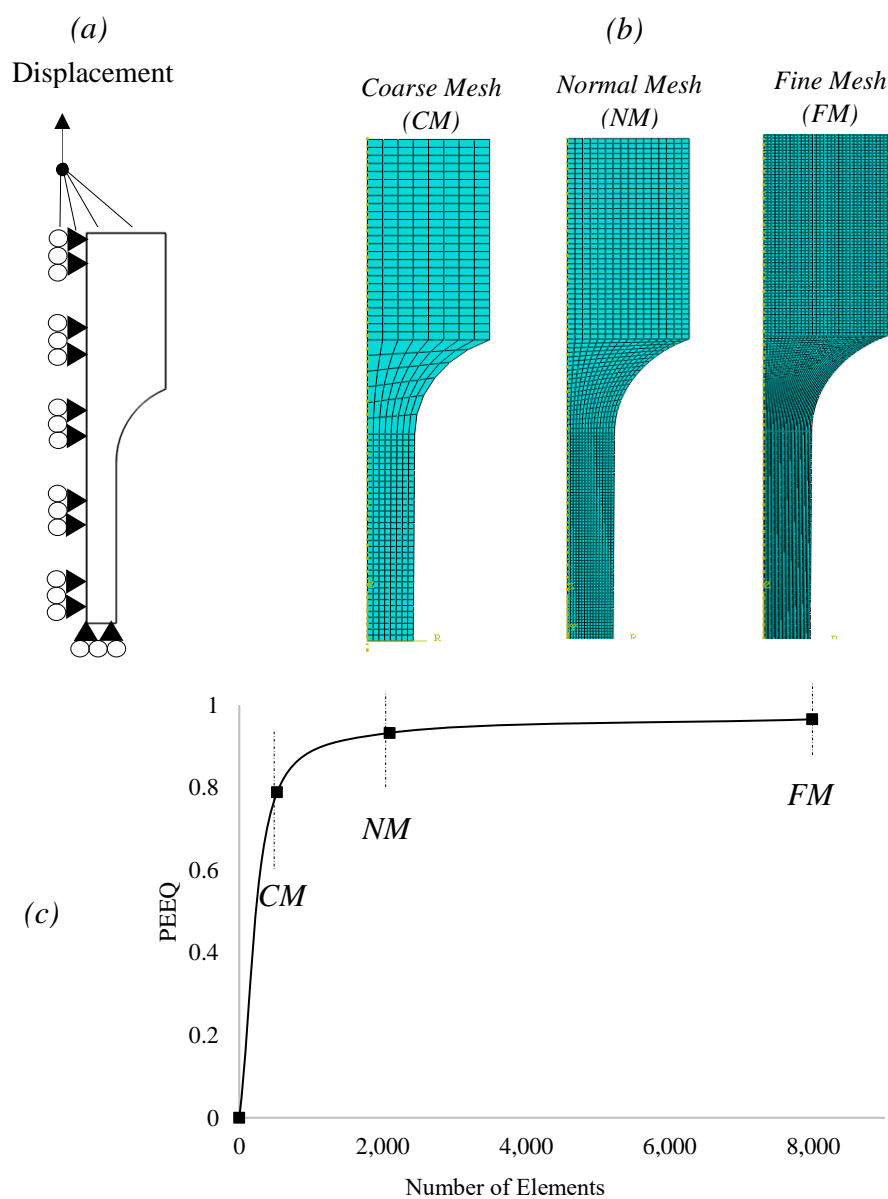 (a)
(b)
Displacement
Coarse Mesh
(CM)
Normal Mesh
(NM)
Fine Mesh
(FM)
R
R
(c)
PEEQ
1
0.8
0.6
0.4
0.2
0
CM
NM
FM
0
2,000
4,000
6,000
8,000
Number of Elements